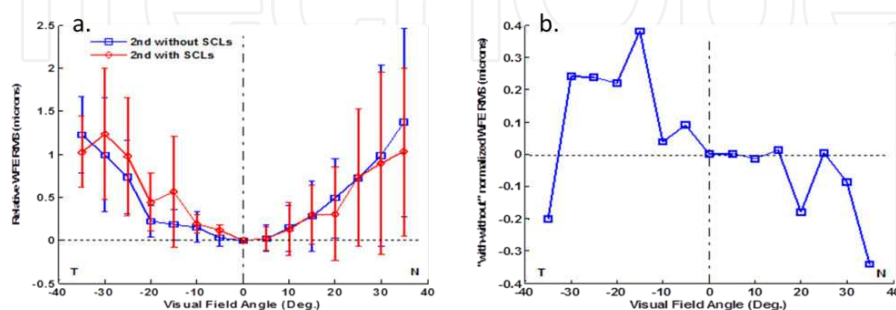 a.
2nd without SCLs
2nd with SCLs
Relative WFE RMS (microns)
2.5
2
1.5
1
0.5
0
-0.5
T
N
-40 -30 -20 -10 0 10 20 30 40
Visual Field Angle (Deg.)
b.
"with-without" normalized WFE RMS (microns)
0.4
0.3
0.2
0.1
0
-0.1
-0.2
-0.3
-0.4
T
N
-40 -30 -20 -10 0 10 20 30 40
Visual Field Angle (Deg.)